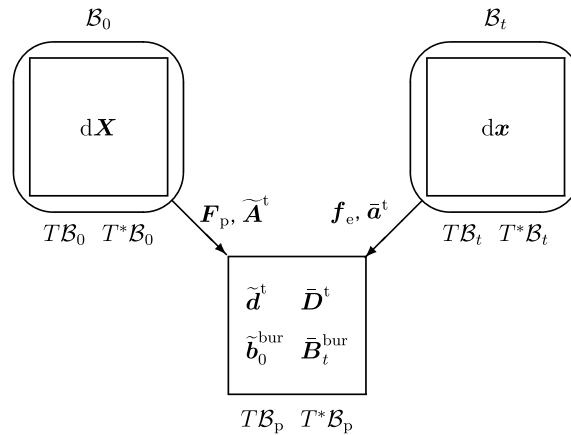 𝓑₀ 𝓑ₜ
d𝑿 d𝒙
T𝓑₀ T*𝓑₀ T𝓑ₜ T*𝓑ₜ
𝑭ₚ, 𝑨̃ᵗ 𝒇ₑ, 𝒂̄ᵗ
𝒅̃ᵗ 𝑫̄ᵗ
𝒃̃₀ᵇᵘʳ 𝑩̄ₜᵇᵘʳ
T𝓑ₚ T*𝓑ₚ